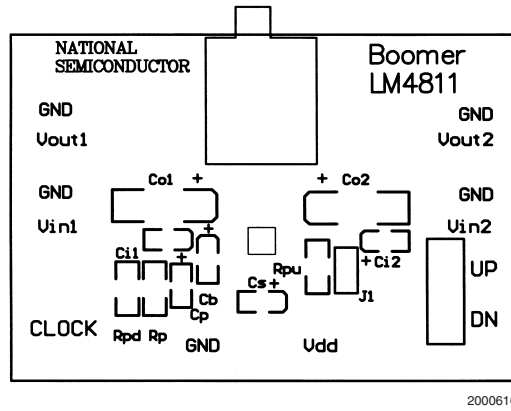 NATIONAL
SEMICONDUCTOR
Boomer
LM4811
GND
Vout1
GND
Vout2
GND
Vin1
Co1
+
+
Co2
GND
Vin2
Ci1
+
+
Cb
Cp
Cs+
Rpu
J1
+
Ci2
UP
DN
CLOCK
Rpd
Rp
GND
Vdd